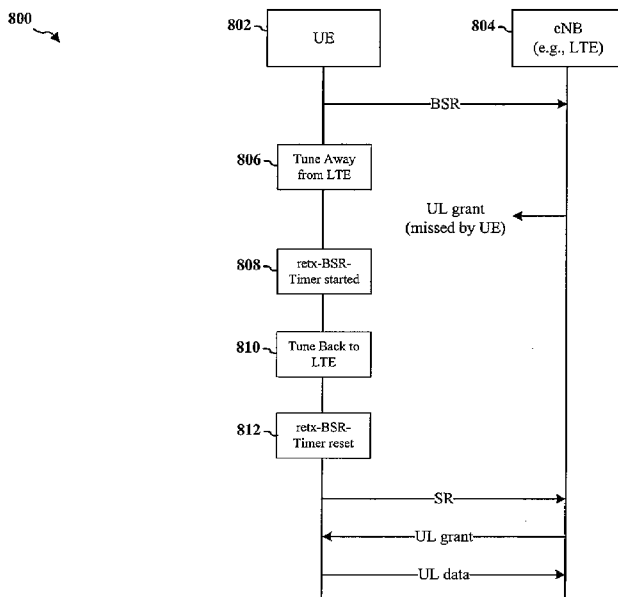 800
802
UE
804
eNB
(e.g., LTE)
BSR
806
Tune Away
from LTE
UL grant
(missed by UE)
808
retx-BSR-
Timer started
810
Tune Back to
LTE
812
retx-BSR-
Timer reset
SR
UL grant
UL data